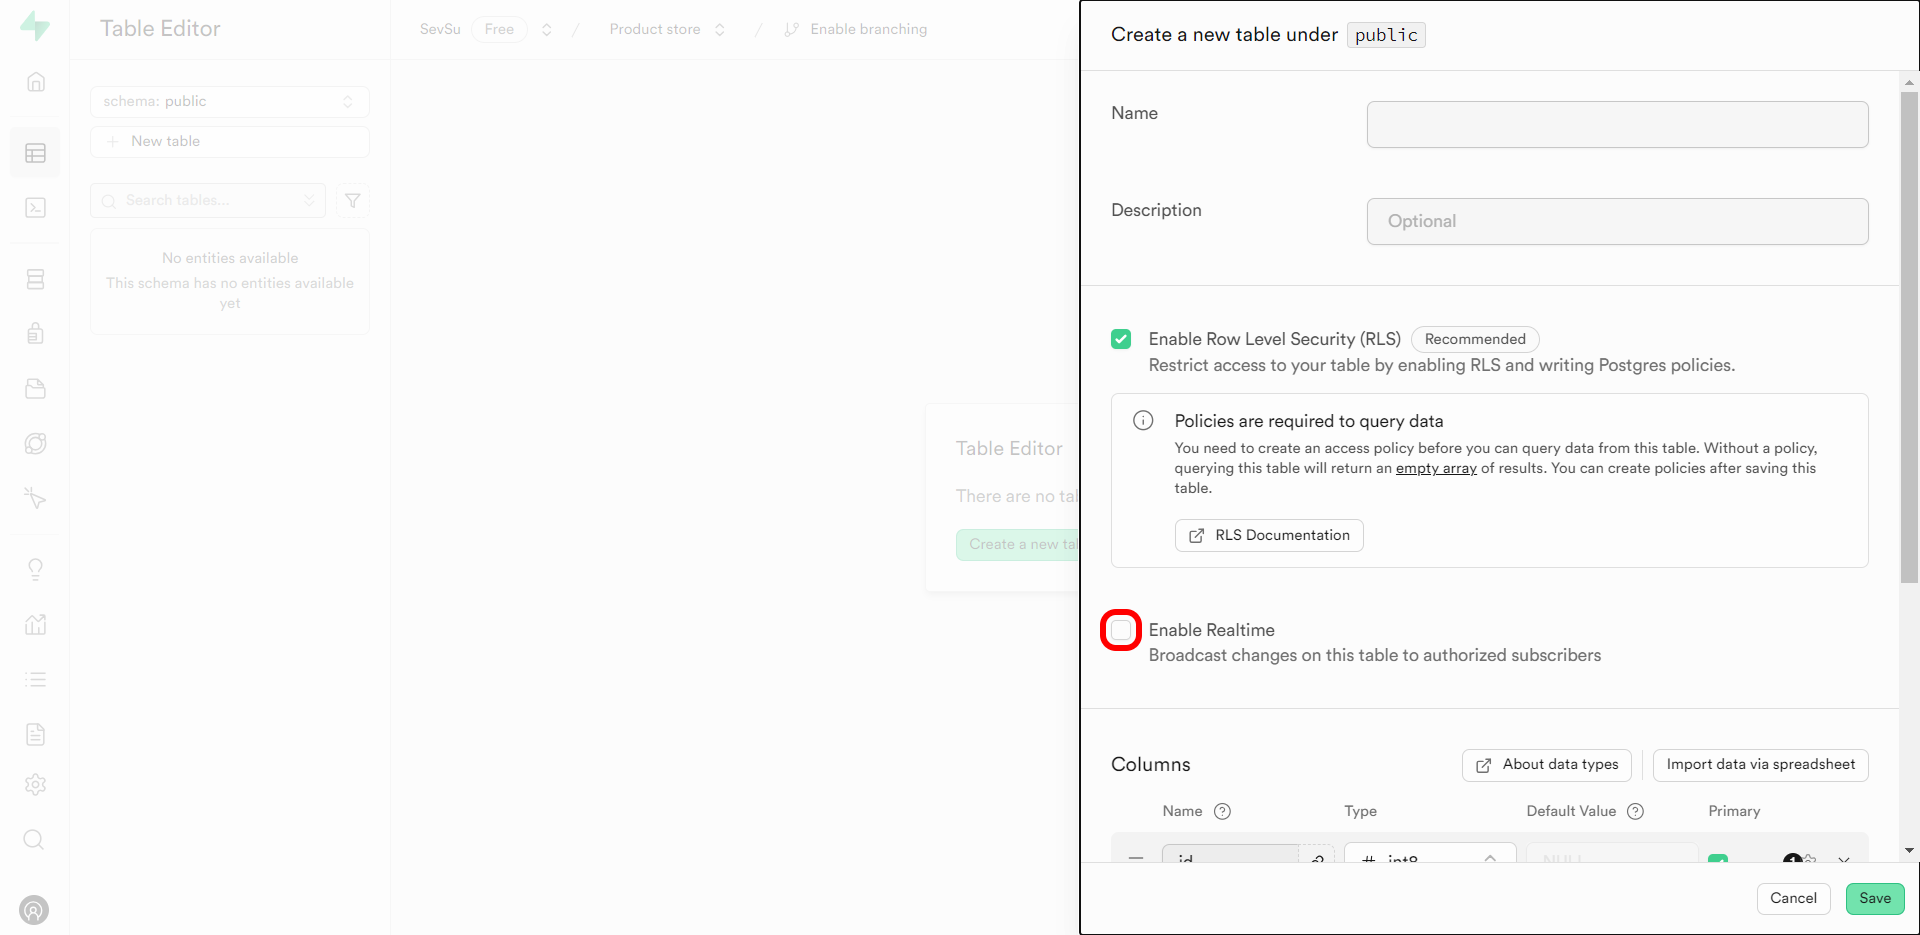 Table Editor
SevSu Free / Product store / Enable branching
schema: public
New table
Search tables...
No entities available
This schema has no entities available
yet
Table Editor
There are no tal
Create a new tal
Create a new table under public
Name
Description
Optional
Enable Row Level Security (RLS) Recommended
Restrict access to your table by enabling RLS and writing Postgres policies.
Policies are required to query data
You need to create an access policy before you can query data from this table. Without a policy,
querying this table will return an empty array of results. You can create policies after saving this
table.
RLS Documentation
Enable Realtime
Broadcast changes on this table to authorized subscribers
Columns
About data types
Import data via spreadsheet
Name Type Default Value Primary
id int8 NULL 1
Cancel
Save